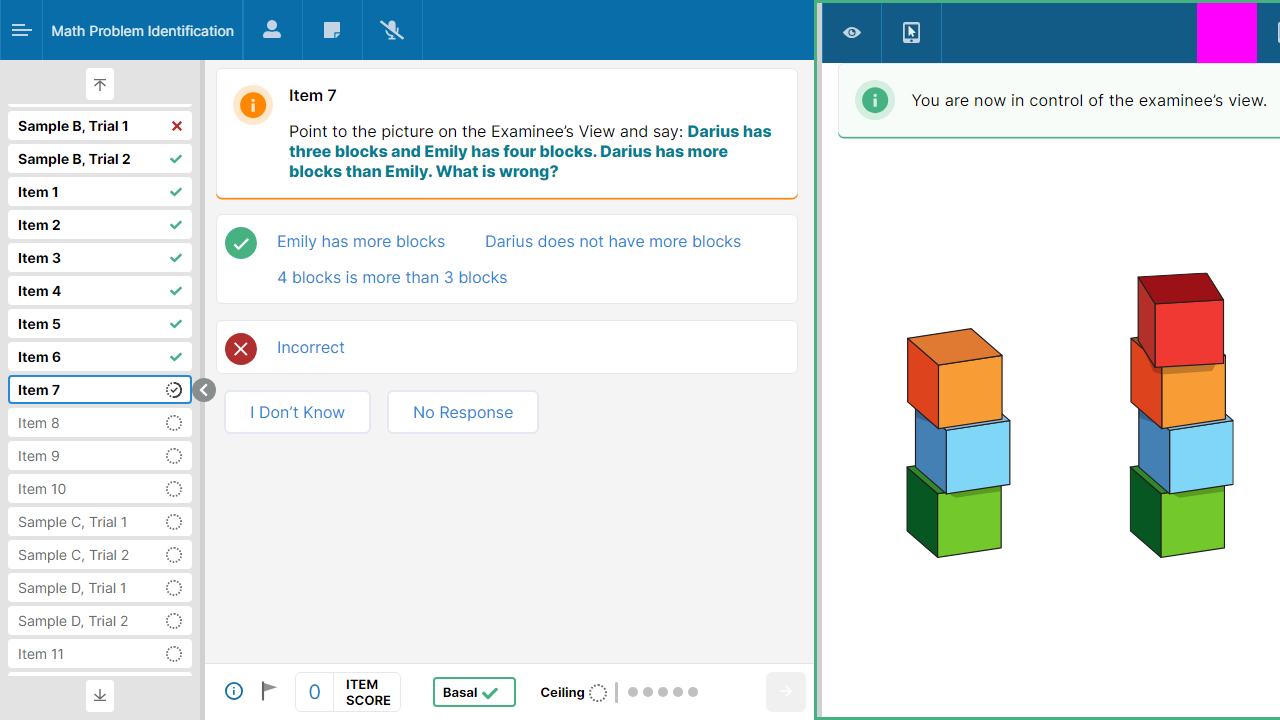 Math Problem Identification
Sample B, Trial 1
Sample B, Trial 2
Item 1
Item 2
Item 3
Item 4
Item 5
Item 6
Item 7
Item 8
Item 9
Item 10
Sample C, Trial 1
Sample C, Trial 2
Sample D, Trial 1
Sample D, Trial 2
Item 11
Item 7
Point to the picture on the Examinee’s View and say: Darius has
three blocks and Emily has four blocks. Darius has more
blocks than Emily. What is wrong?
Emily has more blocks
Darius does not have more blocks
4 blocks is more than 3 blocks
Incorrect
I Don’t Know
No Response
0
ITEM
SCORE
Basal
Ceiling
You are now in control of the examinee’s view.